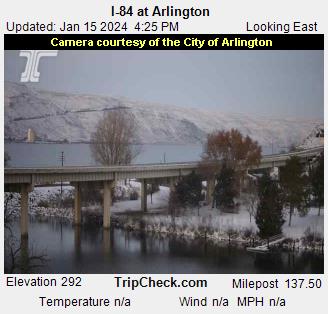 I-84 at Arlington
Updated: Jan 15 2024 4:25 PM Looking East
Camera courtesy of the City of Arlington
Elevation 292 TripCheck.com Milepost 137.50
Temperature n/a Wind n/a MPH n/a